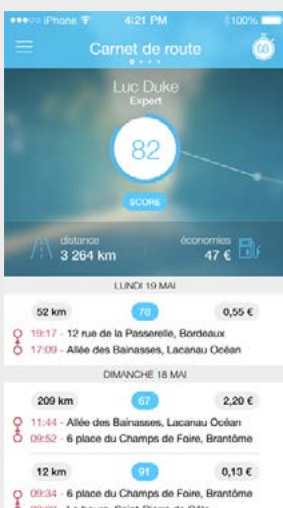 iPhone 4:21 PM 100%
Carnet de route GO
Luc Duke
Expert
82
SCORE
distance économies
3 264 km 47 €
LUNDI 19 MAI
52 km 78 0,55 €
19:17 - 12 rue de la Passerelle, Bordeaux
17:09 - Allée des Bainasses, Lacanau Océan
DIMANCHE 18 MAI
209 km 67 2,20 €
11:44 - Allée des Bainasses, Lacanau Océan
09:52 - 6 place du Champs de Foire, Brantôme
12 km 91 0,13 €
09:34 - 6 place du Champs de Foire, Brantôme